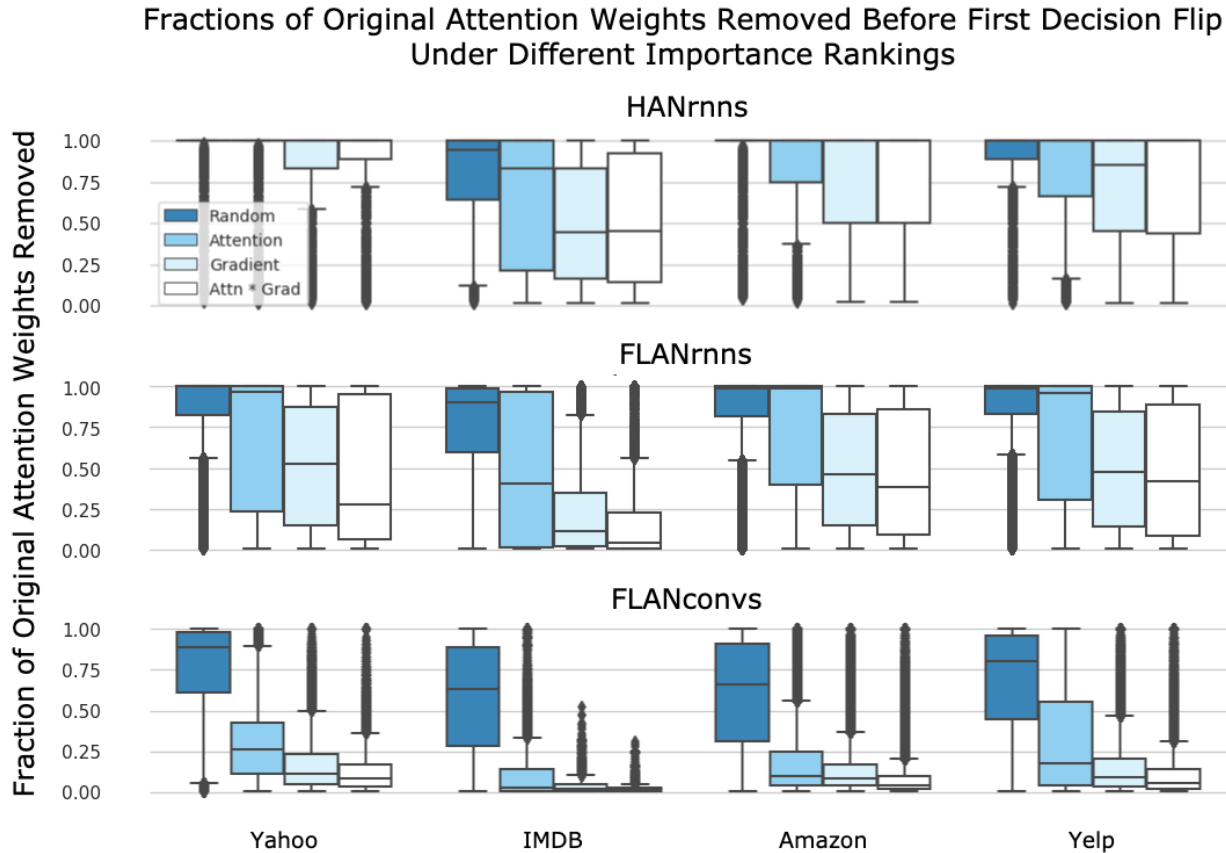 Fractions of Original Attention Weights Removed Before First Decision Flip
Under Different Importance Rankings
Fraction of Original Attention Weights Removed
HANrnns
1.00
0.75
0.50
0.25
0.00
Random
Attention
Gradient
Attn * Grad
FLANrnns
1.00
0.75
0.50
0.25
0.00
FLANconvs
1.00
0.75
0.50
0.25
0.00
Yahoo IMDB Amazon Yelp